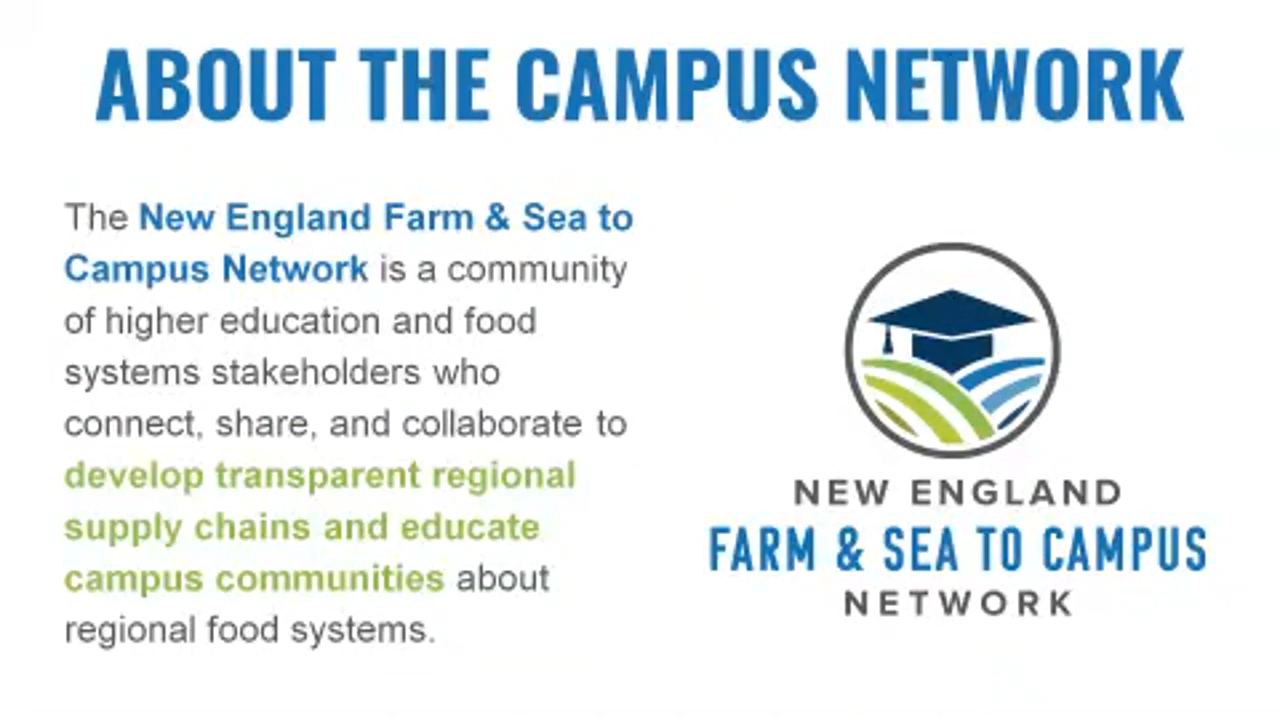 ABOUT THE CAMPUS NETWORK
The New England Farm & Sea to
Campus Network is a community
of higher education and food
systems stakeholders who
connect, share, and collaborate to
develop transparent regional
supply chains and educate
campus communities about
regional food systems.
NEW ENGLAND
FARM & SEA TO CAMPUS
NETWORK